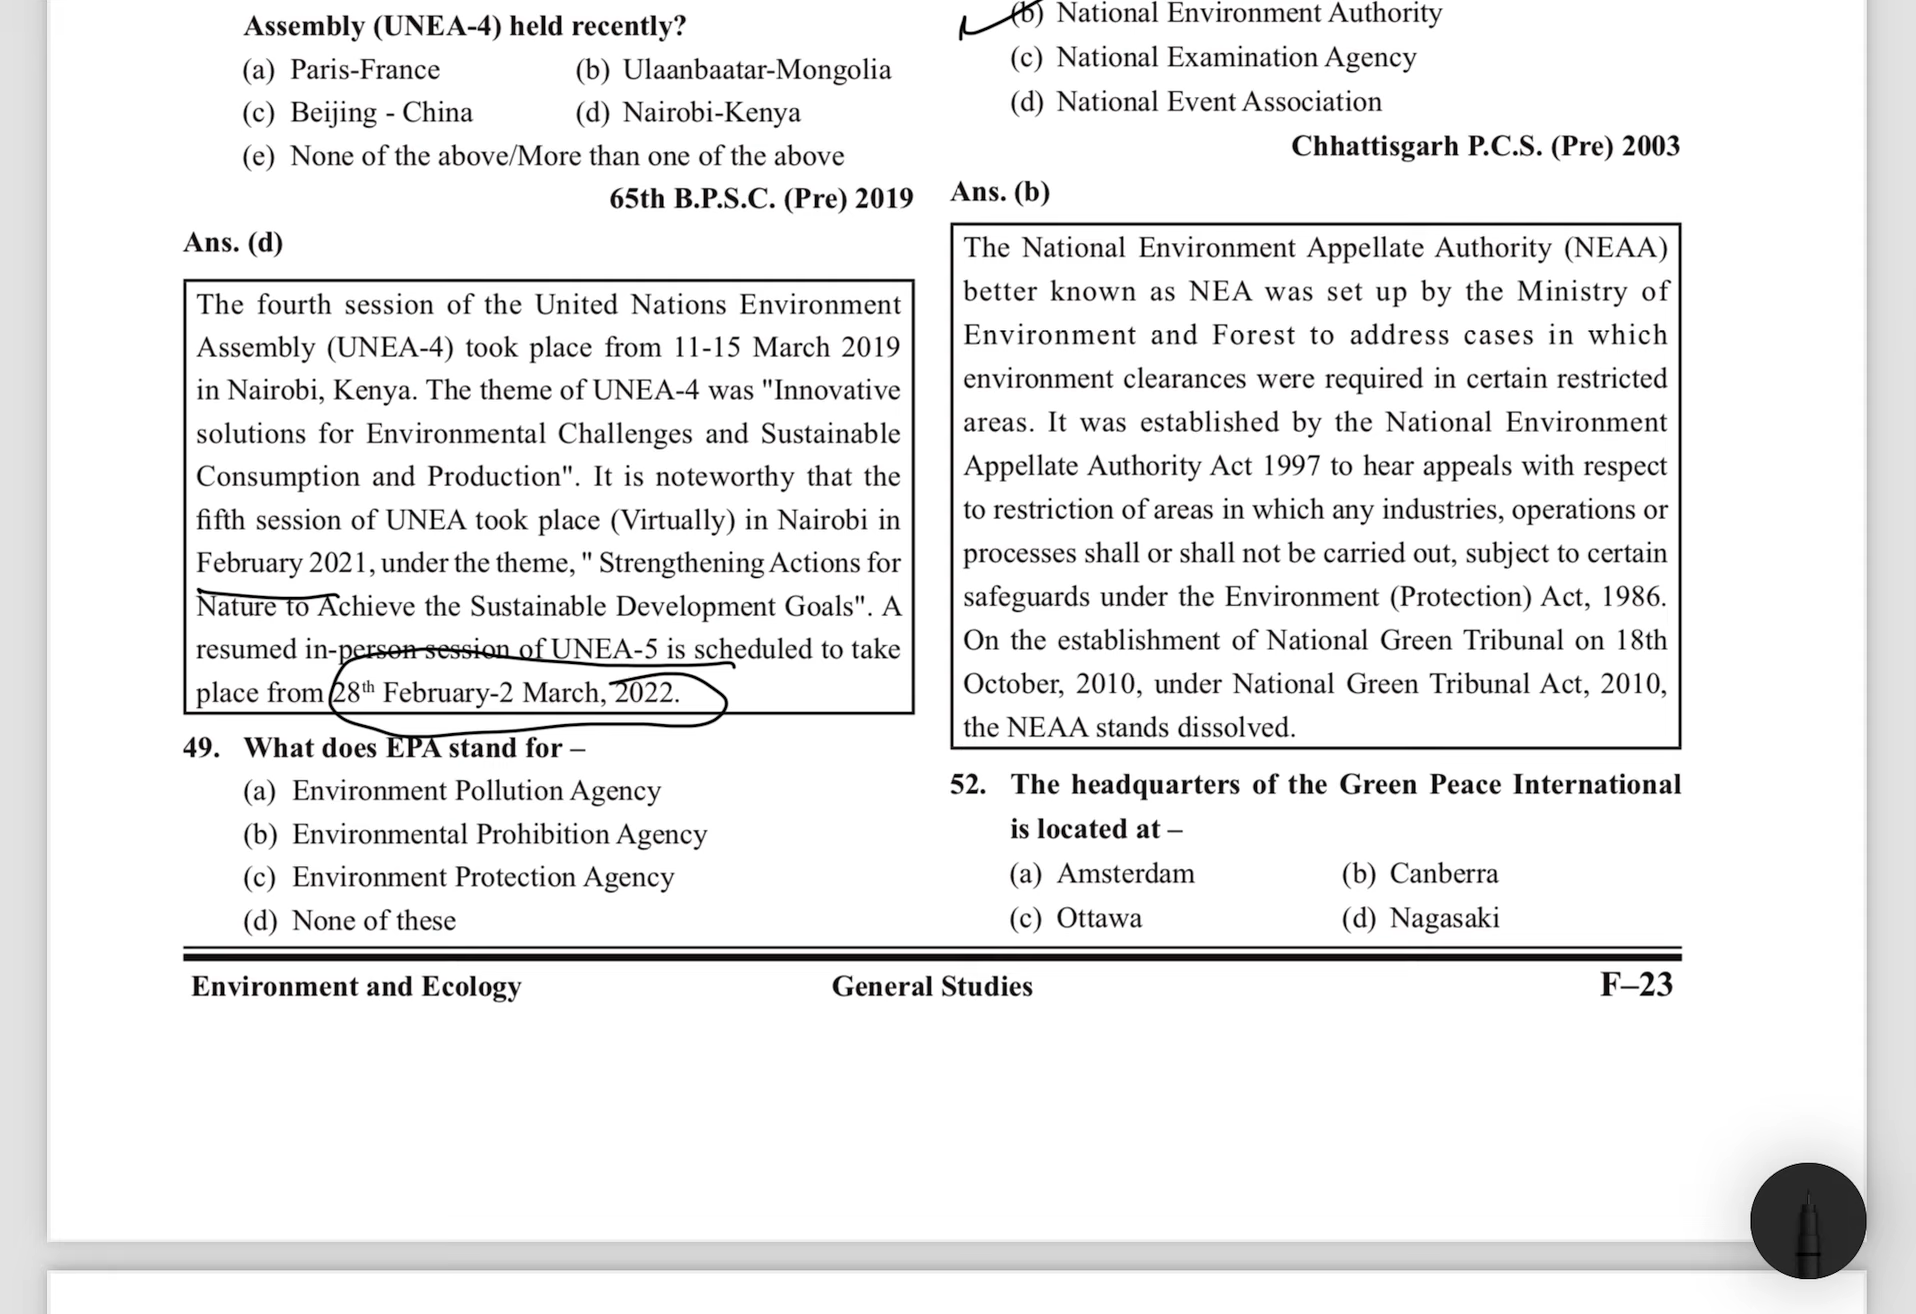 Assembly (UNEA-4) held recently?
(a) Paris-France (b) Ulaanbaatar-Mongolia
(c) Beijing - China (d) Nairobi-Kenya
(e) None of the above/More than one of the above
65th B.P.S.C. (Pre) 2019
Ans. (d)
The fourth session of the United Nations Environment
Assembly (UNEA-4) took place from 11-15 March 2019
in Nairobi, Kenya. The theme of UNEA-4 was "Innovative
solutions for Environmental Challenges and Sustainable
Consumption and Production". It is noteworthy that the
fifth session of UNEA took place (Virtually) in Nairobi in
February 2021, under the theme, " Strengthening Actions for
Nature to Achieve the Sustainable Development Goals". A
resumed in-person session of UNEA-5 is scheduled to take
place from 28th February-2 March, 2022.
49. What does EPA stand for –
(a) Environment Pollution Agency
(b) Environmental Prohibition Agency
(c) Environment Protection Agency
(d) None of these
(b) National Environment Authority
(c) National Examination Agency
(d) National Event Association
Chhattisgarh P.C.S. (Pre) 2003
Ans. (b)
The National Environment Appellate Authority (NEAA)
better known as NEA was set up by the Ministry of
Environment and Forest to address cases in which
environment clearances were required in certain restricted
areas. It was established by the National Environment
Appellate Authority Act 1997 to hear appeals with respect
to restriction of areas in which any industries, operations or
processes shall or shall not be carried out, subject to certain
safeguards under the Environment (Protection) Act, 1986.
On the establishment of National Green Tribunal on 18th
October, 2010, under National Green Tribunal Act, 2010,
the NEAA stands dissolved.
52. The headquarters of the Green Peace International
is located at –
(a) Amsterdam (b) Canberra
(c) Ottawa (d) Nagasaki
Environment and Ecology General Studies F–23